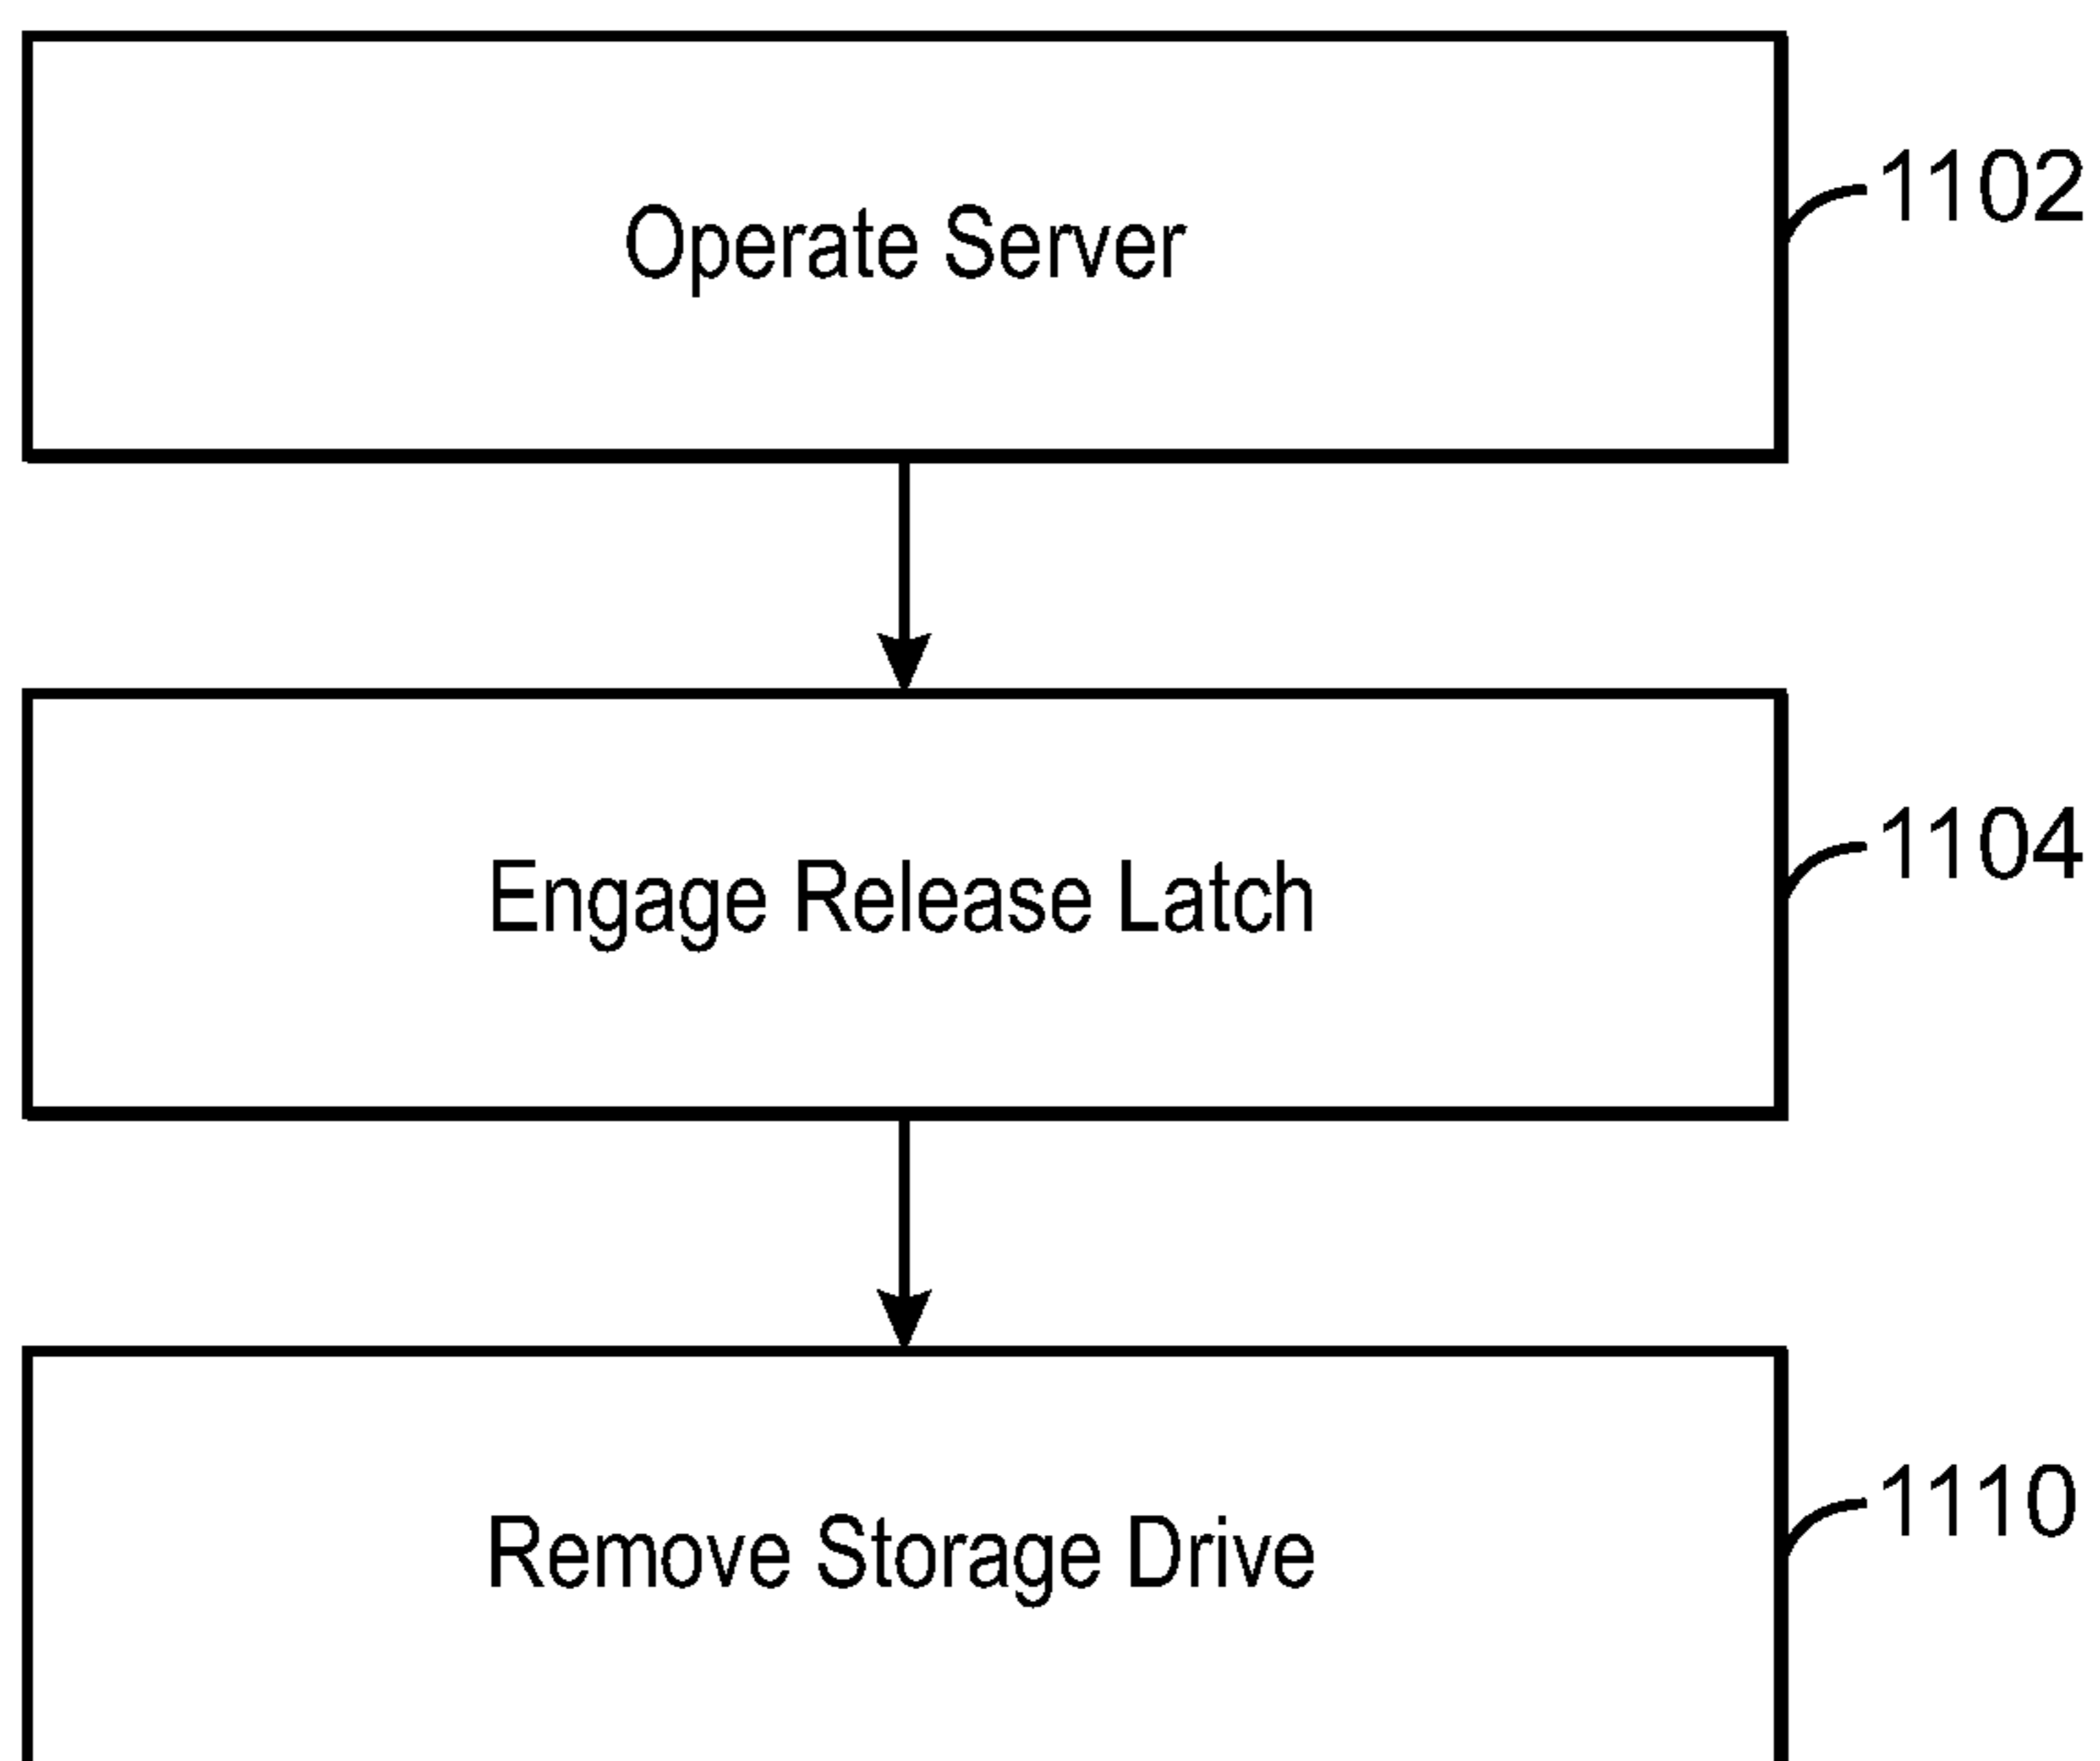 Operate Server
1102
Engage Release Latch
1104
Remove Storage Drive
1110